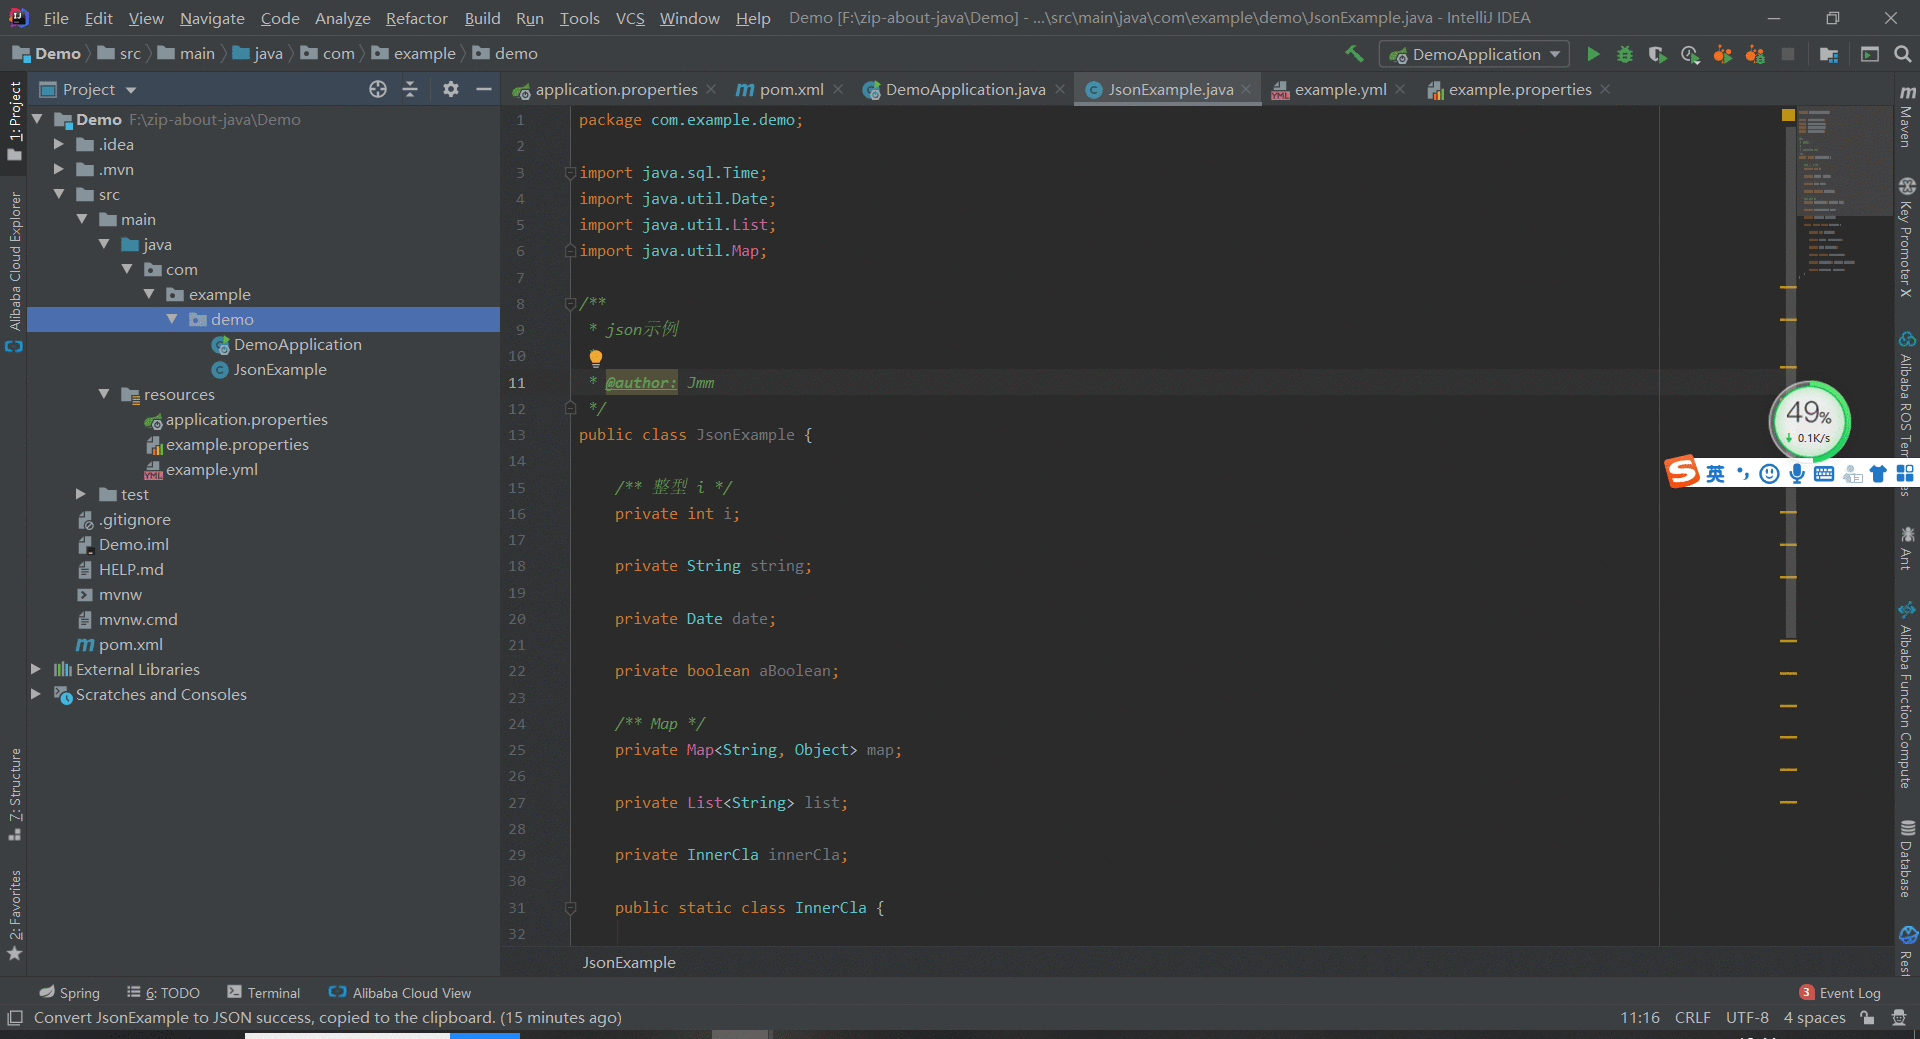 File Edit View Navigate Code Analyze Refactor Build Run Tools VCS Window Help Demo [F:\zip-about-java\Demo] - ...\src\main\java\com\example\demo\JsonExample.java - IntelliJ IDEA
Demo src main java com example demo DemoApplication
Project application.properties pom.xml DemoApplication.java JsonExample.java example.yml example.properties
1: Project
Alibaba Cloud Explorer
7: Structure
2: Favorites
Demo F:\zip-about-java\Demo
.idea
.mvn
src
main
java
com
example
demo
DemoApplication
JsonExample
resources
application.properties
example.properties
YML example.yml
test
.gitignore
Demo.iml
HELP.md
mvnw
mvnw.cmd
pom.xml
External Libraries
Scratches and Consoles
1 package com.example.demo;
2
3 import java.sql.Time;
4 import java.util.Date;
5 import java.util.List;
6 import java.util.Map;
7
8 /**
9 * json示例
10
11 * @author: Jmm
12 */
13 public class JsonExample {
14
15 /** 整型 i */
16 private int i;
17
18 private String string;
19
20 private Date date;
21
22 private boolean aBoolean;
23
24 /** Map */
25 private Map<String, Object> map;
26
27 private List<String> list;
28
29 private InnerCla innerCla;
30
31 public static class InnerCla {
32
JsonExample
49%
0.1K/s
英
Maven
Key Promoter X
Alibaba ROS Tem
Ant
Alibaba Function Compute
Database
Rest
Spring 6: TODO Terminal Alibaba Cloud View 3 Event Log
Convert JsonExample to JSON success, copied to the clipboard. (15 minutes ago) 11:16 CRLF UTF-8 4 spaces